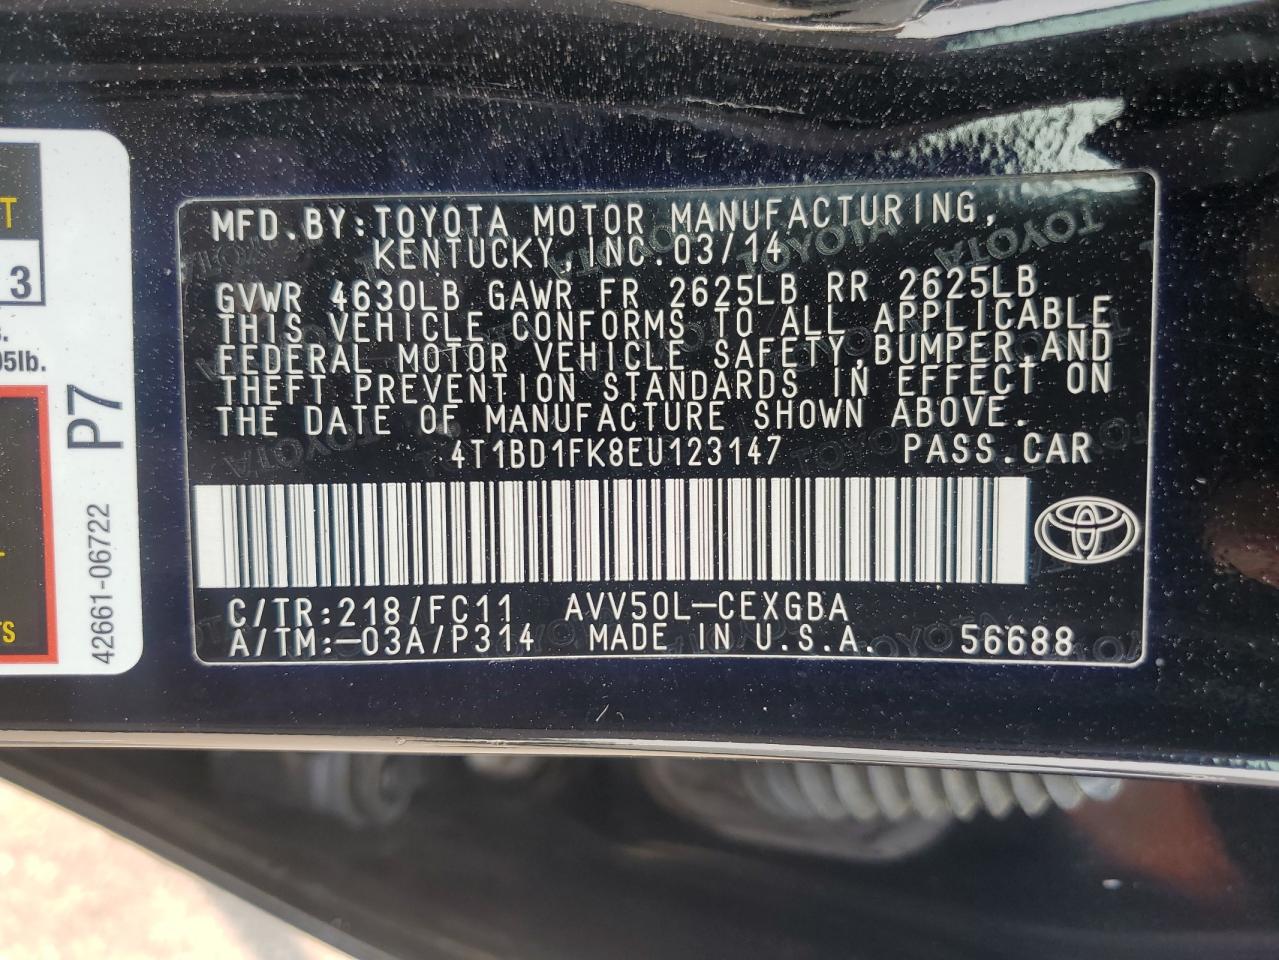 T
3
.
05lb.
P7
42661-06722
TS
MFD.BY:TOYOTA MOTOR MANUFACTURING,
KENTUCKY,INC.03/14
GVWR 4630LB GAWR FR 2625LB RR 2625LB
THIS VEHICLE CONFORMS TO ALL APPLICABLE
FEDERAL MOTOR VEHICLE SAFETY,BUMPER,AND
THEFT PREVENTION STANDARDS IN EFFECT ON
THE DATE OF MANUFACTURE SHOWN ABOVE.
4T1BD1FK8EU123147 PASS.CAR
C/TR:218/FC11 AVV50L-CEXGBA
A/TM:-03A/P314 MADE IN U.S.A. 56688